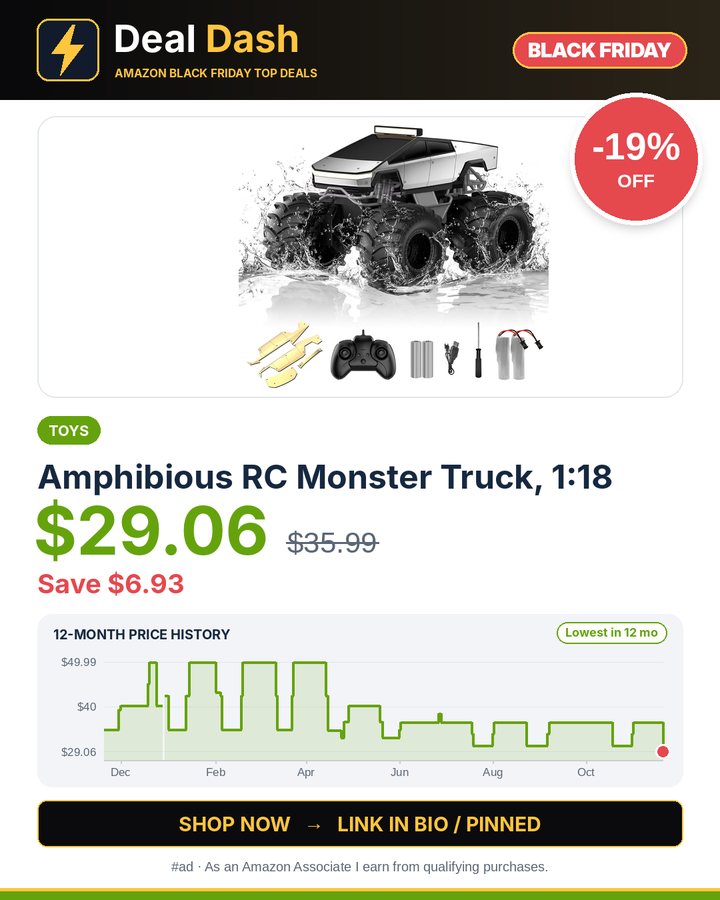 Deal Dash
AMAZON BLACK FRIDAY TOP DEALS
BLACK FRIDAY
-19%
OFF
TOYS
Amphibious RC Monster Truck, 1:18
$29.06 $35.99
Save $6.93
12-MONTH PRICE HISTORY
Lowest in 12 mo
$49.99
$40
$29.06
Dec Feb Apr Jun Aug Oct
SHOP NOW → LINK IN BIO / PINNED
#ad · As an Amazon Associate I earn from qualifying purchases.